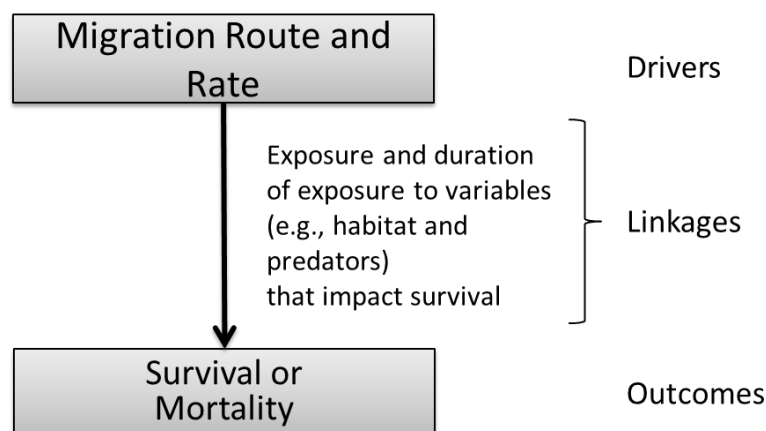 Migration Route and
Rate
Drivers
Exposure and duration
of exposure to variables
(e.g., habitat and
predators)
that impact survival
Linkages
Survival or
Mortality
Outcomes